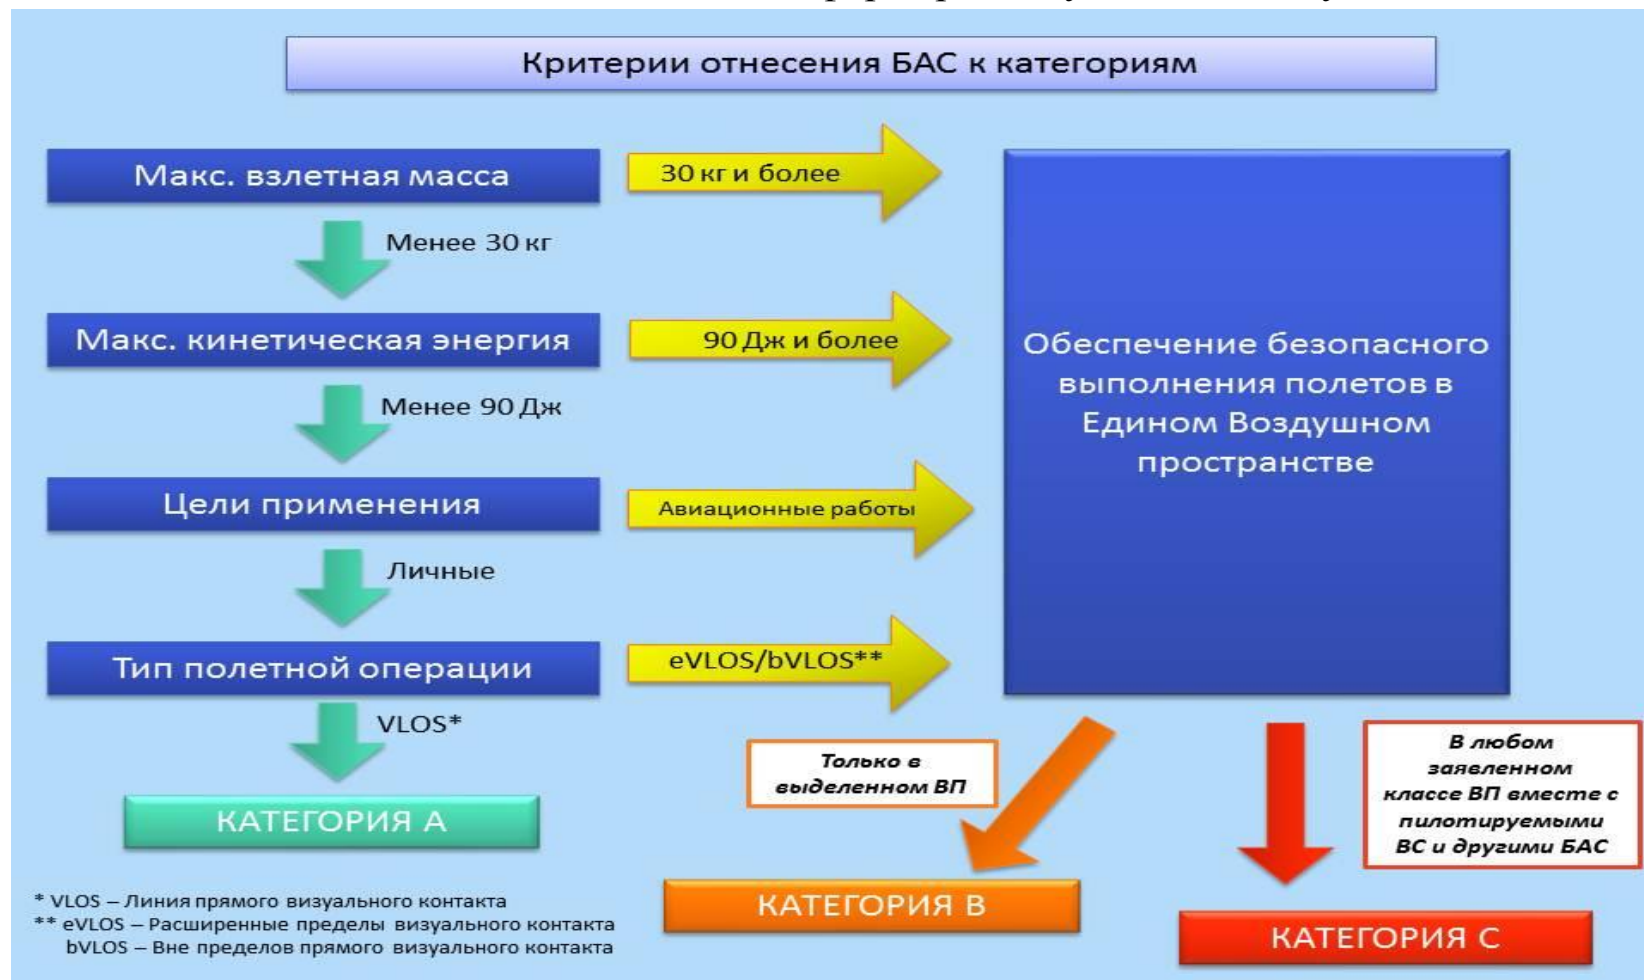 Критерии отнесения БАС к категориям
Макс. взлетная масса
30 кг и более
Менее 30 кг
Макс. кинетическая энергия
90 Дж и более
Менее 90 Дж
Цели применения
Авиационные работы
Личные
Тип полетной операции
eVLOS/bVLOS**
VLOS*
Обеспечение безопасного
выполнения полетов в
Едином Воздушном
пространстве
Только в
выделенном ВП
В любом
заявленном
классе ВП вместе с
пилотируемыми
ВС и другими БАС
КАТЕГОРИЯ А
КАТЕГОРИЯ В
КАТЕГОРИЯ С
* VLOS – Линия прямого визуального контакта
** eVLOS – Расширенные пределы визуального контакта
bVLOS – Вне пределов прямого визуального контакта